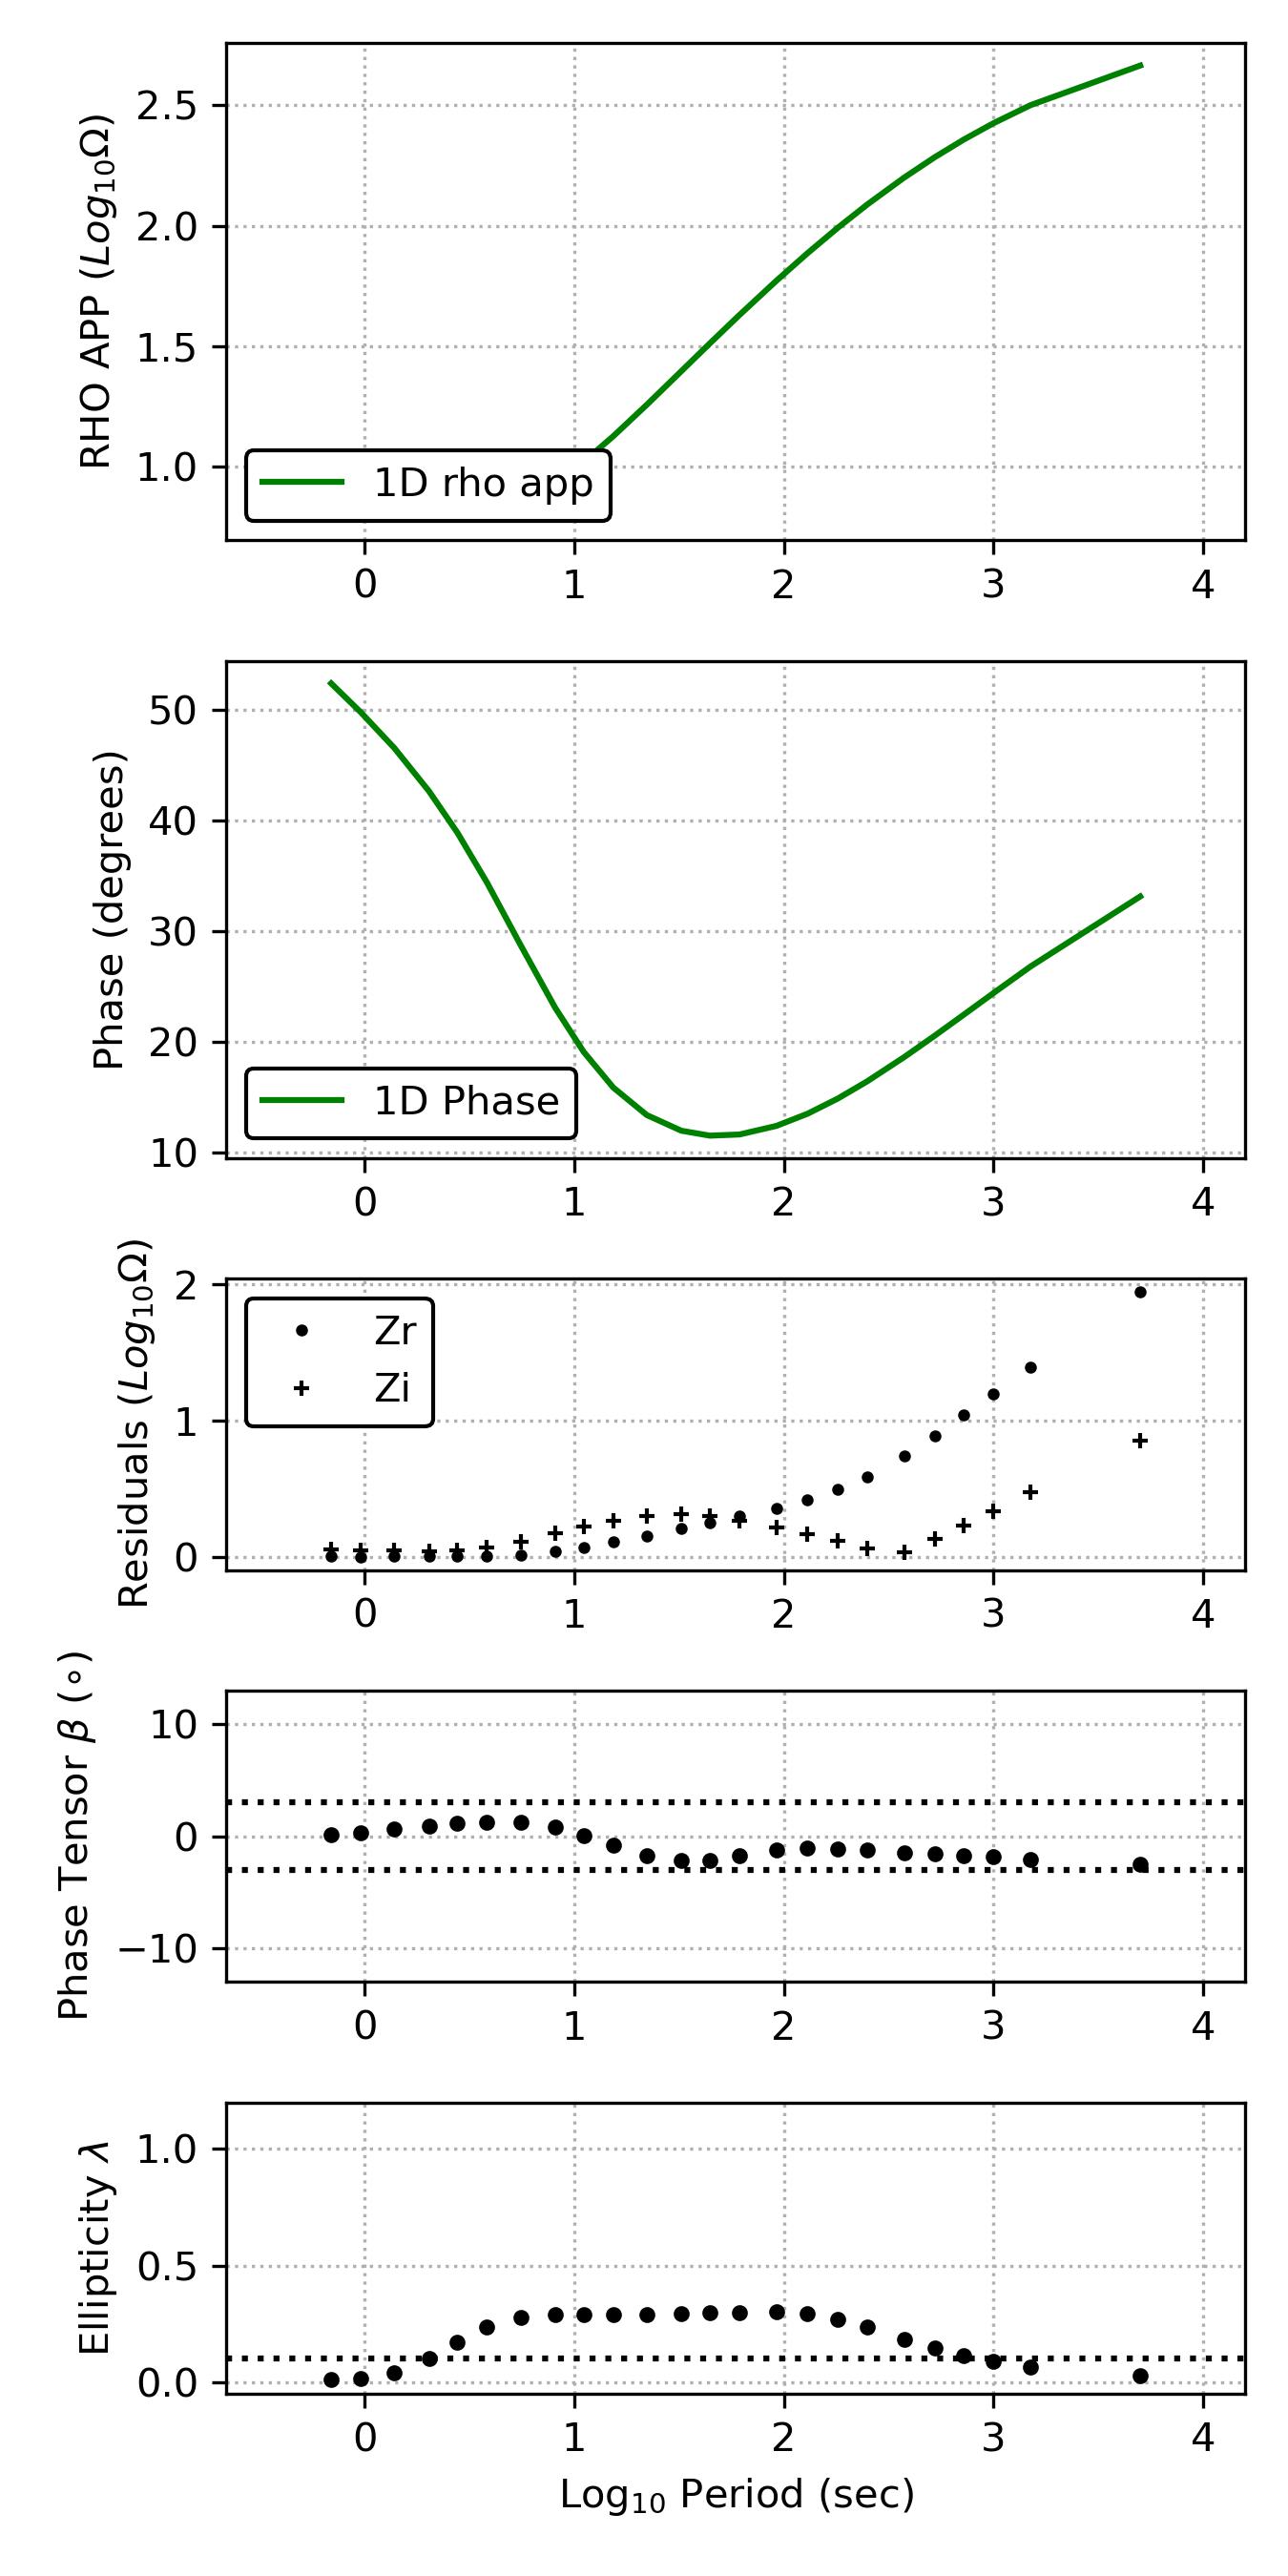 RHO APP (Log₁₀Ω)
2.5
2.0
1.5
1.0
1D rho app
0 1 2 3 4
Phase (degrees)
50
40
30
20
10
1D Phase
0 1 2 3 4
Residuals (Log₁₀Ω)
2
1
0
Zr
Zi
0 1 2 3 4
Phase Tensor β (∘)
10
0
−10
0 1 2 3 4
Ellipticity λ
1.0
0.5
0.0
0 1 2 3 4
Log₁₀ Period (sec)